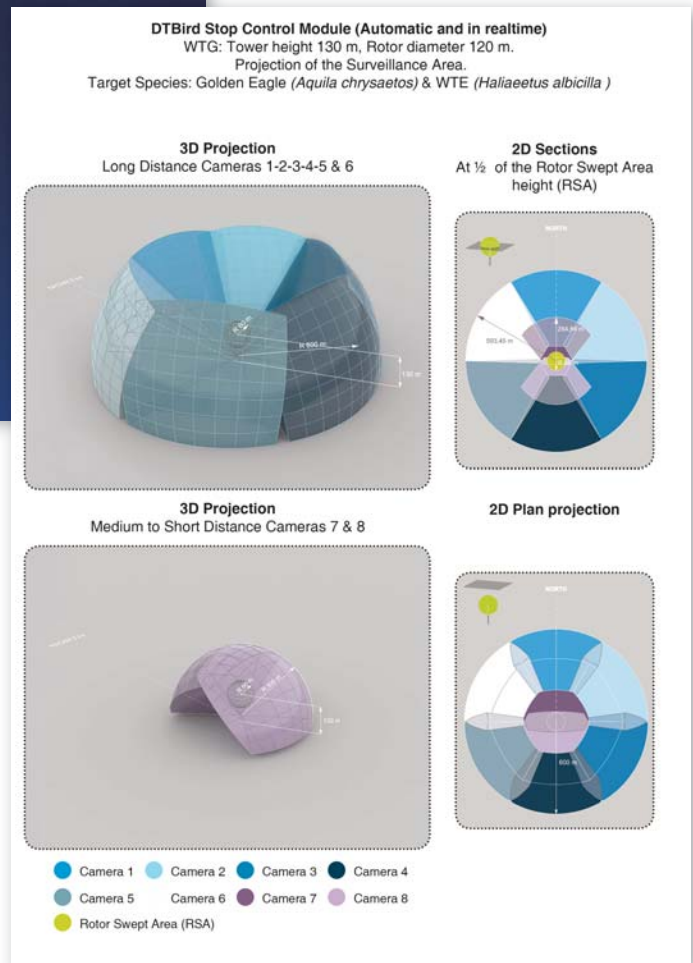 DTBird Stop Control Module (Automatic and in realtime)
WTG: Tower height 130 m, Rotor diameter 120 m.
Projection of the Surveillance Area.
Target Species: Golden Eagle (Aquila chrysaetos) & WTE (Haliaeetus albicilla )
3D Projection
Long Distance Cameras 1-2-3-4-5 & 6
R 600 m
130 m
2D Sections
At ½ of the Rotor Swept Area
height (RSA)
NORTH
3D Projection
Medium to Short Distance Cameras 7 & 8
2D Plan projection
NORTH
600 m
Camera 1 Camera 2 Camera 3 Camera 4
Camera 5 Camera 6 Camera 7 Camera 8
Rotor Swept Area (RSA)